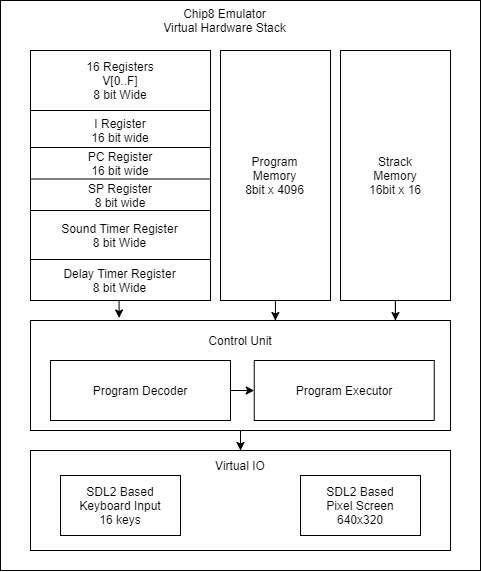 Chip8 Emulator
Virtual Hardware Stack
16 Registers
V[0..F]
8 bit Wide
I Register
16 bit wide
PC Register
16 bit wide
SP Register
8 bit wide
Sound Timer Register
8 bit Wide
Delay Timer Register
8 bit Wide
Program
Memory
8bit x 4096
Strack
Memory
16bit x 16
Control Unit
Program Decoder
Program Executor
Virtual IO
SDL2 Based
Keyboard Input
16 keys
SDL2 Based
Pixel Screen
640x320